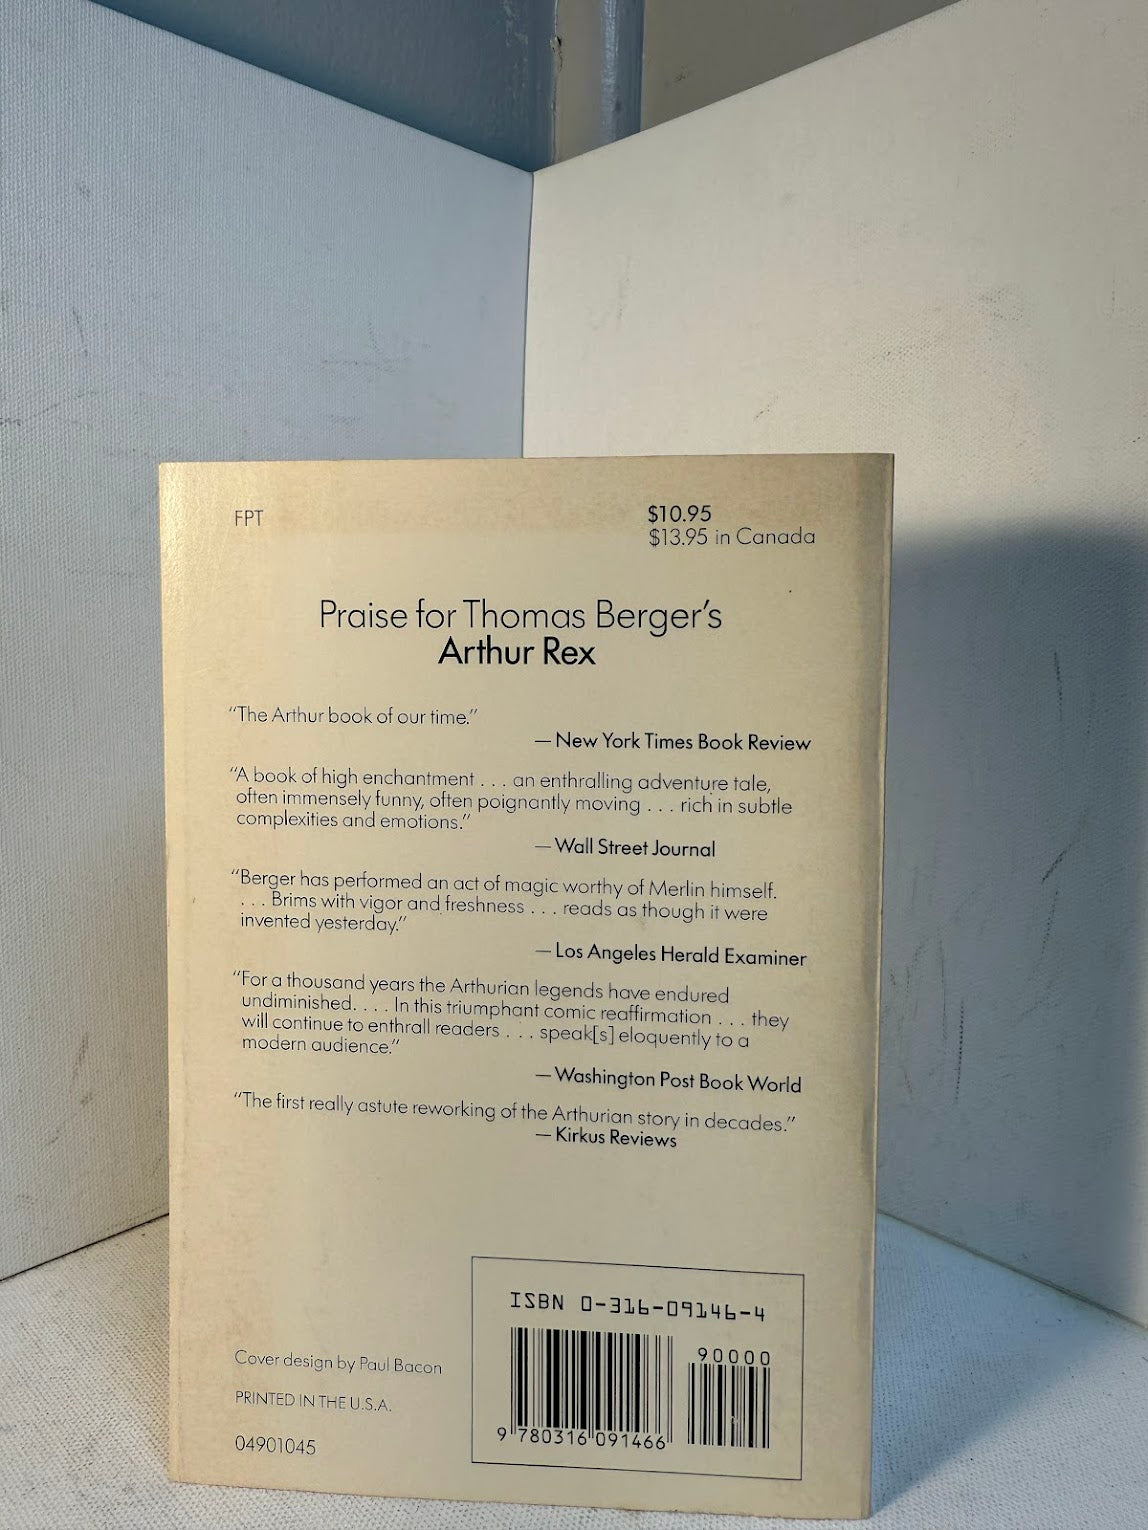 FPT
$10.95
$13.95 in Canada
Praise for Thomas Berger's
Arthur Rex
“The Arthur book of our time.”
— New York Times Book Review
“A book of high enchantment . . . an enthralling adventure tale,
often immensely funny, often poignantly moving . . . rich in subtle
complexities and emotions.”
— Wall Street Journal
“Berger has performed an act of magic worthy of Merlin himself.
. . . Brims with vigor and freshness . . . reads as though it were
invented yesterday.”
— Los Angeles Herald Examiner
“For a thousand years the Arthurian legends have endured
undiminished. . . . In this triumphant comic reaffirmation . . . they
will continue to enthrall readers . . . speak[s] eloquently to a
modern audience.”
— Washington Post Book World
“The first really astute reworking of the Arthurian story in decades.”
— Kirkus Reviews
ISBN 0-316-09146-4
90000
9 780316 091466
Cover design by Paul Bacon
PRINTED IN THE U.S.A.
04901045